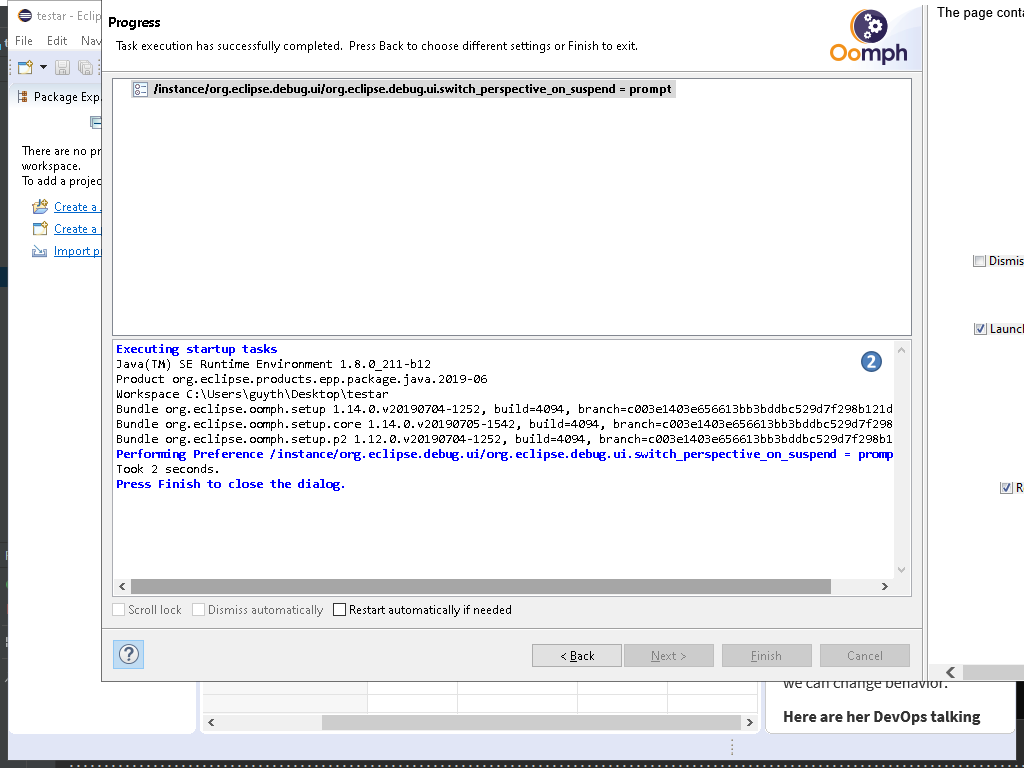 testar - Eclip
File Edit Nav
Package Exp
There are no pr
workspace.
To add a projec
Create a
Create a
Import p
Progress
Task execution has successfully completed. Press Back to choose different settings or Finish to exit.
Oomph
/instance/org.eclipse.debug.ui/org.eclipse.debug.ui.switch_perspective_on_suspend = prompt
Executing startup tasks
Java(TM) SE Runtime Environment 1.8.0_211-b12
Product org.eclipse.products.epp.package.java.2019-06
Workspace C:\Users\guyth\Desktop\testar
Bundle org.eclipse.oomph.setup 1.14.0.v20190704-1252, build=4094, branch=c003e1403e656613bb3bddbc529d7f298b121d
Bundle org.eclipse.oomph.setup.core 1.14.0.v20190705-1542, build=4094, branch=c003e1403e656613bb3bddbc529d7f298
Bundle org.eclipse.oomph.setup.p2 1.12.0.v20190704-1252, build=4094, branch=c003e1403e656613bb3bddbc529d7f298b1
Performing Preference /instance/org.eclipse.debug.ui/org.eclipse.debug.ui.switch_perspective_on_suspend = promp
Took 2 seconds.
Press Finish to close the dialog.
2
Scroll lock Dismiss automatically Restart automatically if needed
? < Back Next > Finish Cancel
The page conta
Dismis
Launch
R
we can change behavior.
Here are her DevOps talking